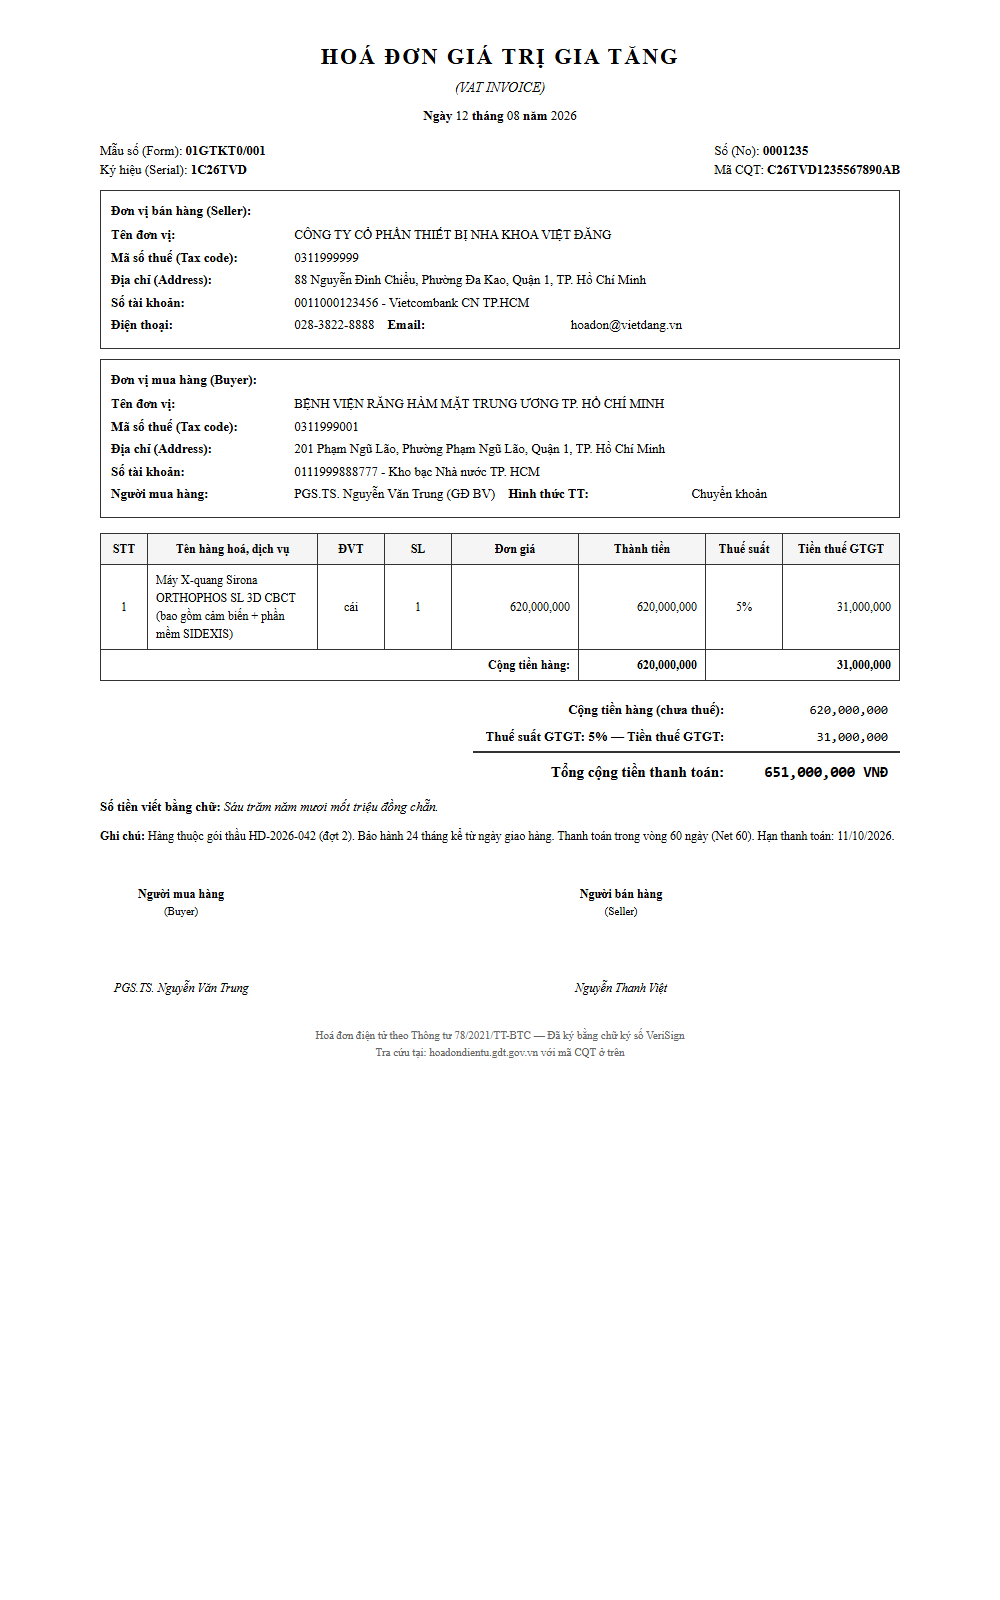 HOÁ ĐƠN GIÁ TRỊ GIA TĂNG
(VAT INVOICE)
Ngày 12 tháng 08 năm 2026
Mẫu số (Form): 01GTKT0/001
Ký hiệu (Serial): 1C26TVD
Số (No): 0001235
Mã CQT: C26TVD1235567890AB
Đơn vị bán hàng (Seller):
Tên đơn vị: CÔNG TY CỔ PHẦN THIẾT BỊ NHA KHOA VIỆT ĐĂNG
Mã số thuế (Tax code): 0311999999
Địa chỉ (Address): 88 Nguyễn Đình Chiểu, Phường Đa Kao, Quận 1, TP. Hồ Chí Minh
Số tài khoản: 0011000123456 - Vietcombank CN TP.HCM
Điện thoại: 028-3822-8888 Email: hoadon@vietdang.vn
Đơn vị mua hàng (Buyer):
Tên đơn vị: BỆNH VIỆN RĂNG HÀM MẶT TRUNG ƯƠNG TP. HỒ CHÍ MINH
Mã số thuế (Tax code): 0311999001
Địa chỉ (Address): 201 Phạm Ngũ Lão, Phường Phạm Ngũ Lão, Quận 1, TP. Hồ Chí Minh
Số tài khoản: 0111999888777 - Kho bạc Nhà nước TP. HCM
Người mua hàng: PGS.TS. Nguyễn Văn Trung (GĐ BV) Hình thức TT: Chuyển khoản
STT Tên hàng hoá, dịch vụ ĐVT SL Đơn giá Thành tiền Thuế suất Tiền thuế GTGT
Máy X-quang Sirona
ORTHOPHOS SL 3D CBCT
(bao gồm cảm biến + phần
mềm SIDEXIS)
1 cái 1 620,000,000 620,000,000 5% 31,000,000
Cộng tiền hàng: 620,000,000 31,000,000
Cộng tiền hàng (chưa thuế): 620,000,000
Thuế suất GTGT: 5% — Tiền thuế GTGT: 31,000,000
Tổng cộng tiền thanh toán: 651,000,000 VNĐ
Số tiền viết bằng chữ: Sáu trăm năm mươi mốt triệu đồng chẵn.
Ghi chú: Hàng thuộc gói thầu HD-2026-042 (đợt 2). Bảo hành 24 tháng kể từ ngày giao hàng. Thanh toán trong vòng 60 ngày (Net 60). Hạn thanh toán: 11/10/2026.
Người mua hàng
(Buyer)
PGS.TS. Nguyễn Văn Trung
Người bán hàng
(Seller)
Nguyễn Thanh Việt
Hoá đơn điện tử theo Thông tư 78/2021/TT-BTC — Đã ký bằng chữ ký số VeriSign
Tra cứu tại: hoadondientu.gdt.gov.vn với mã CQT ở trên